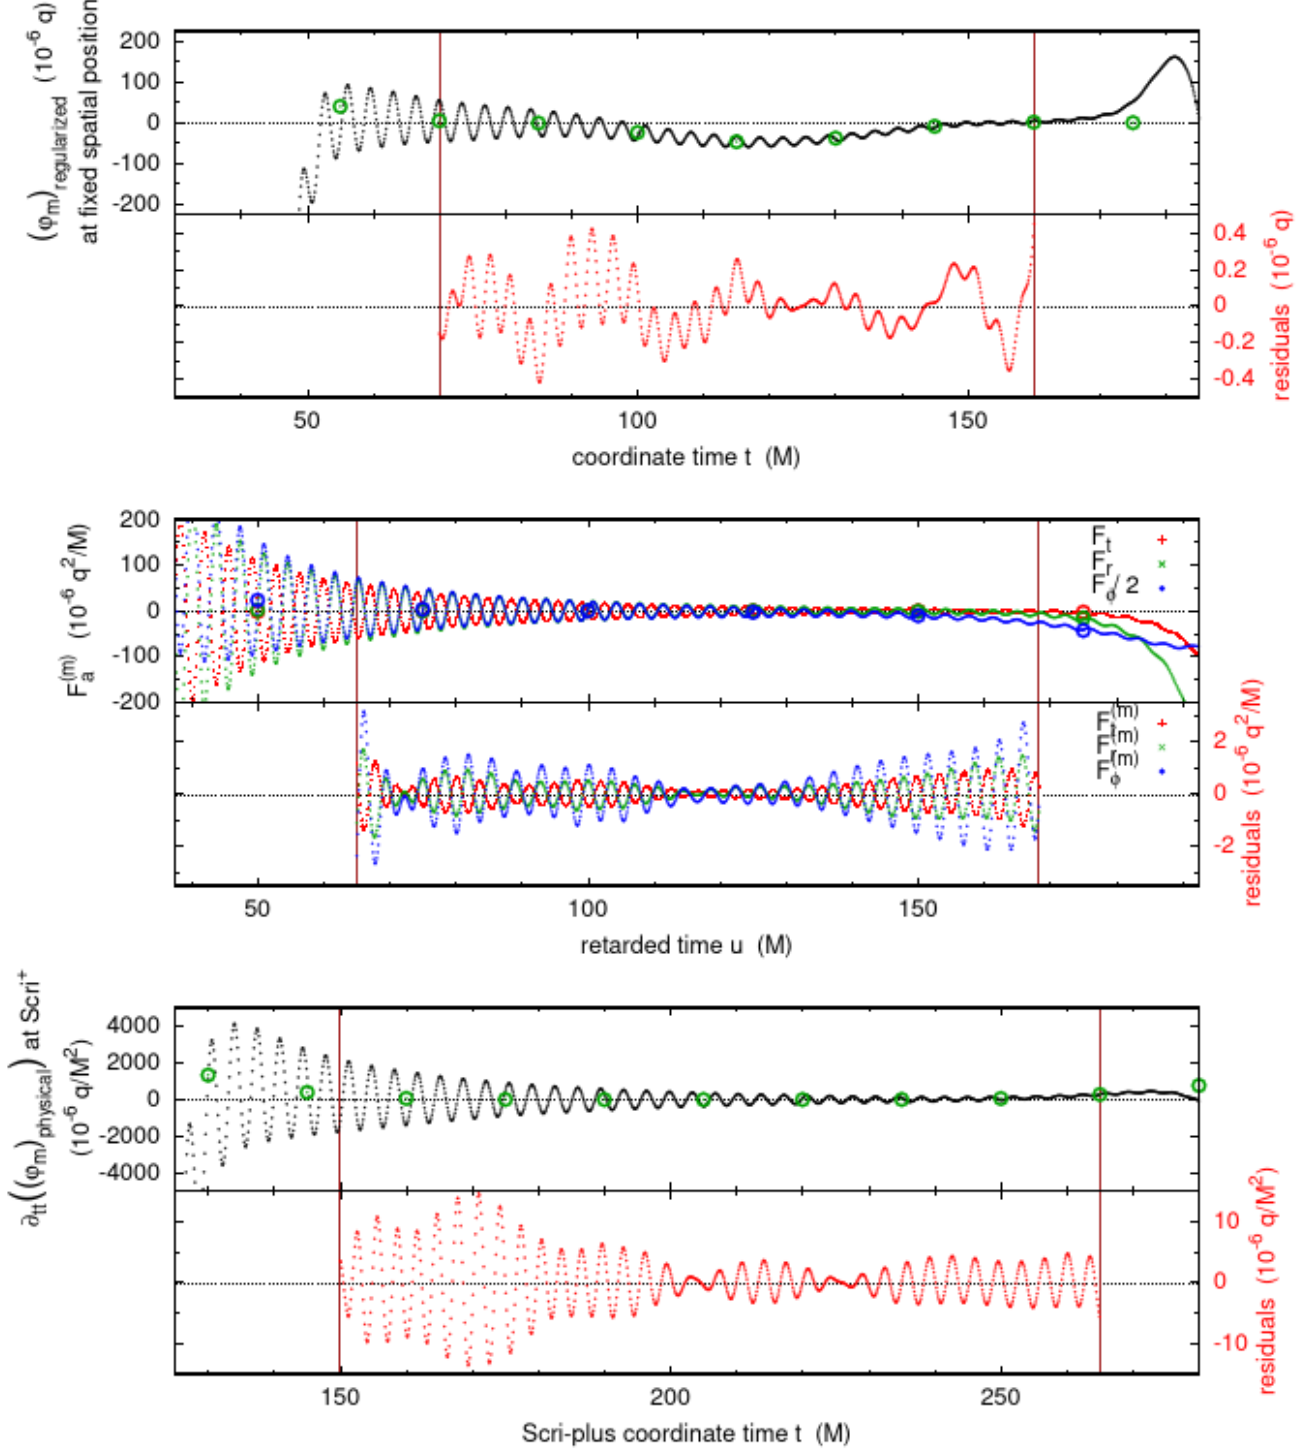 (φm)regularized (10⁻⁶ q)
at fixed spatial position
200
100
0
-100
-200
0.4
0.2
0
-0.2
-0.4
residuals (10⁻⁶ q)
50 100 150
coordinate time t (M)
Fₐ⁽ᵐ⁾ (10⁻⁶ q²/M)
200
100
0
-100
-200
Fₜ
Fᵣ
Fᵩ/2
Fₜ⁽ᵐ⁾
Fᵣ⁽ᵐ⁾
Fᵩ⁽ᵐ⁾
2
0
-2
residuals (10⁻⁶ q²/M)
50 100 150
retarded time u (M)
∂ₜₜ((φm)physical) at Scri⁺
(10⁻⁶ q/M²)
4000
2000
0
-2000
-4000
10
0
-10
residuals (10⁻⁶ q/M²)
150 200 250
Scri-plus coordinate time t (M)